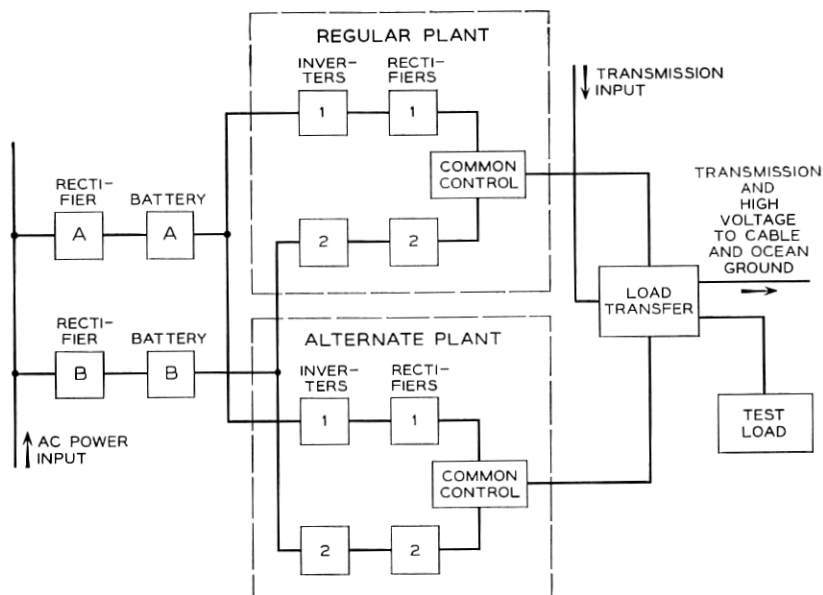 REGULAR PLANT
INVER-
TERS
RECTI-
FIERS
1
1
COMMON
CONTROL
2
2
TRANSMISSION
INPUT
RECTI-
FIER
BATTERY
A
A
TRANSMISSION
AND
HIGH
VOLTAGE
TO CABLE
AND OCEAN
GROUND
LOAD
TRANSFER
RECTI-
FIER
BATTERY
B
B
ALTERNATE PLANT
INVER-
TERS
RECTI-
FIERS
1
1
COMMON
CONTROL
2
2
TEST
LOAD
AC POWER
INPUT